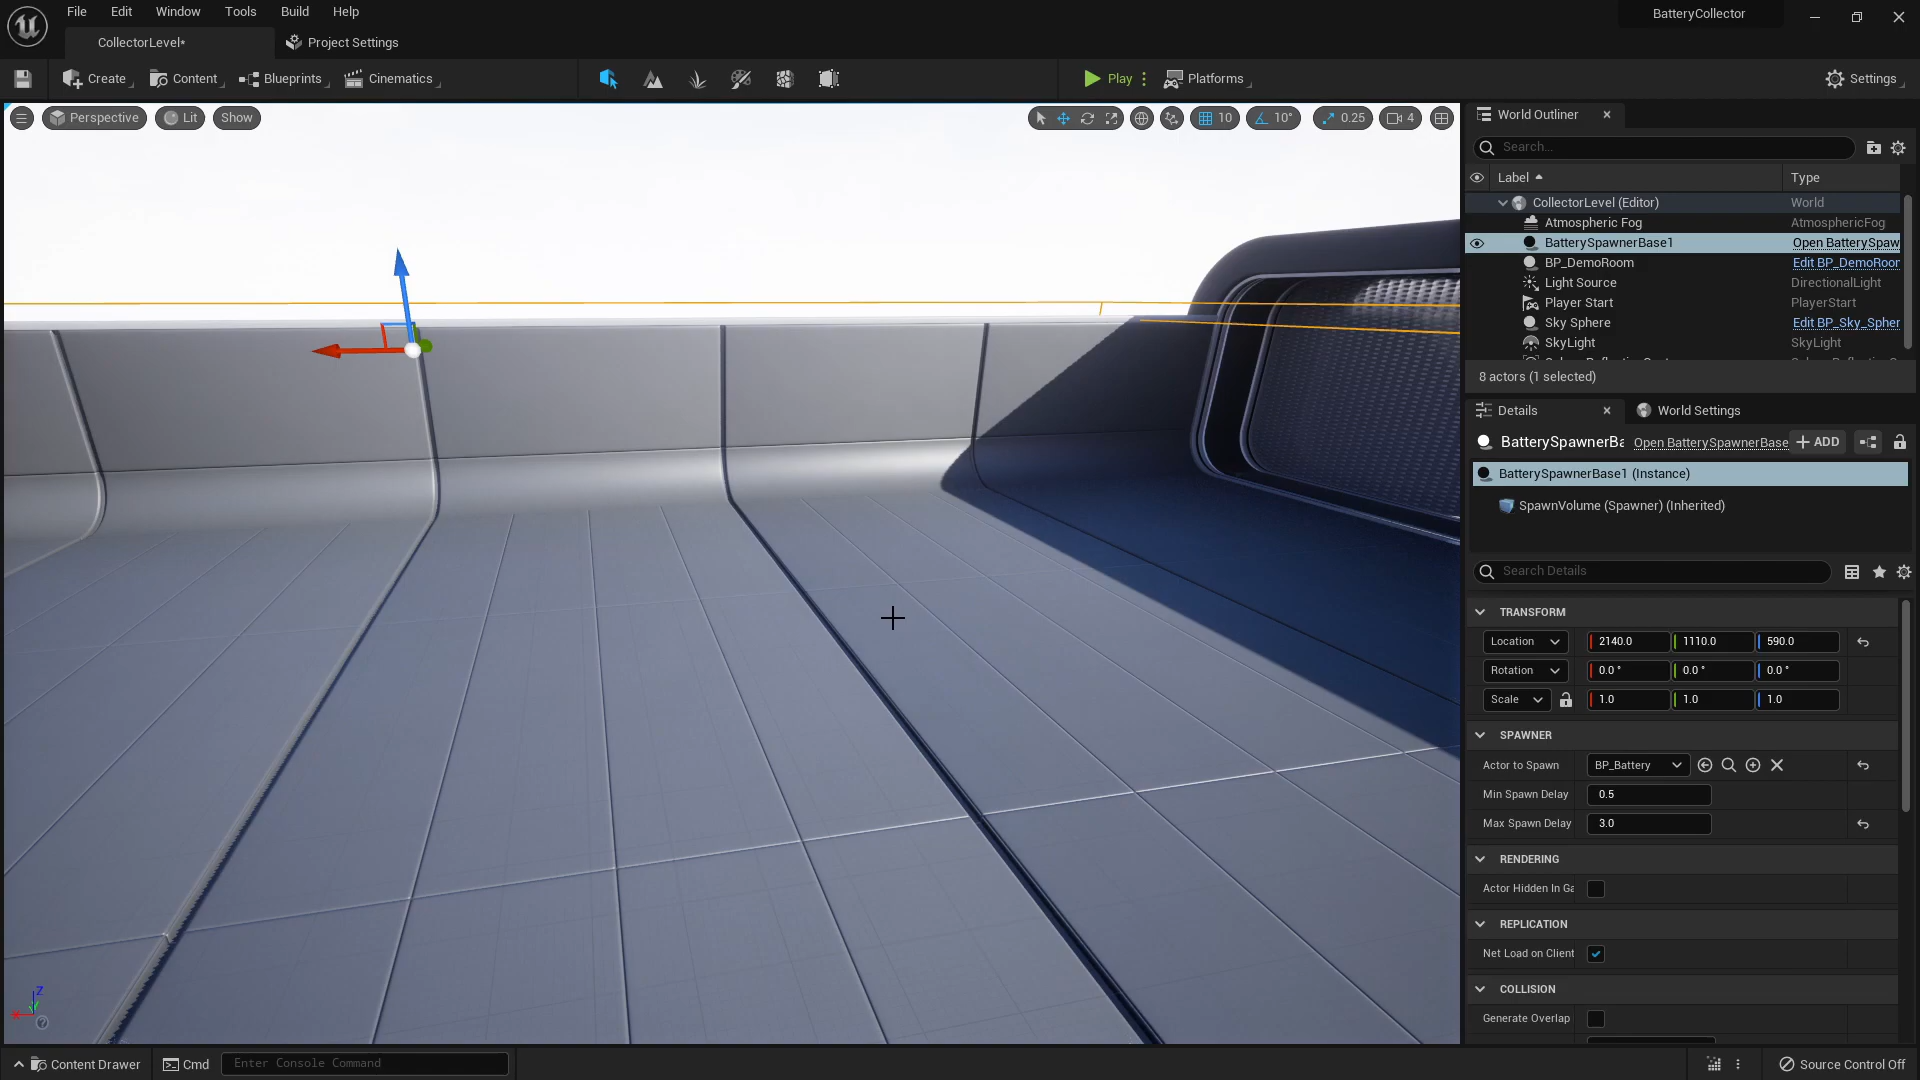 File Edit Window Tools Build Help
BatteryCollector
CollectorLevel*
Project Settings
Create
Content
Blueprints
Cinematics
Play
Platforms
Settings
Perspective
Lit
Show
10
10°
0.25
4
World Outliner
Search...
Label
Type
CollectorLevel (Editor)
World
Atmospheric Fog
AtmosphericFog
BatterySpawnerBase1
Open BatterySpaw
BP_DemoRoom
Edit BP_DemoRoor
Light Source
DirectionalLight
Player Start
PlayerStart
Sky Sphere
Edit BP_Sky_Spher
SkyLight
SkyLight
8 actors (1 selected)
Details
World Settings
BatterySpawnerBa
Open BatterySpawnerBase
ADD
BatterySpawnerBase1 (Instance)
SpawnVolume (Spawner) (Inherited)
Search Details
TRANSFORM
Location
2140.0
1110.0
590.0
Rotation
0.0 °
0.0 °
0.0 °
Scale
1.0
1.0
1.0
SPAWNER
Actor to Spawn
BP_Battery
Min Spawn Delay
0.5
Max Spawn Delay
3.0
RENDERING
Actor Hidden In Ga
REPLICATION
Net Load on Client
COLLISION
Generate Overlap
Z
Content Drawer
Cmd
Enter Console Command
Source Control Off